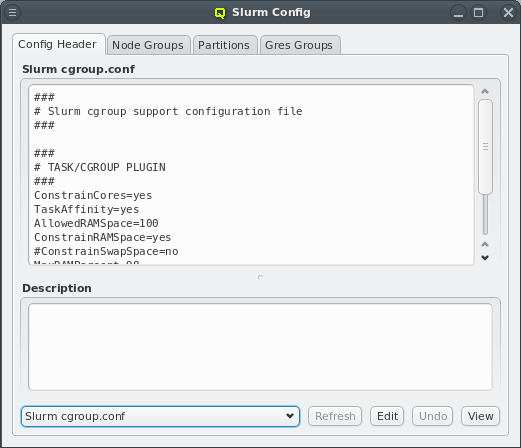 Slurm Config
Config Header Node Groups Partitions Gres Groups
Slurm cgroup.conf
###
# Slurm cgroup support configuration file
###
###
# TASK/CGROUP PLUGIN
###
ConstrainCores=yes
TaskAffinity=yes
AllowedRAMSpace=100
ConstrainRAMSpace=yes
#ConstrainSwapSpace=no
MaxRAMPercent=98
Description
Slurm cgroup.conf Refresh Edit Undo View